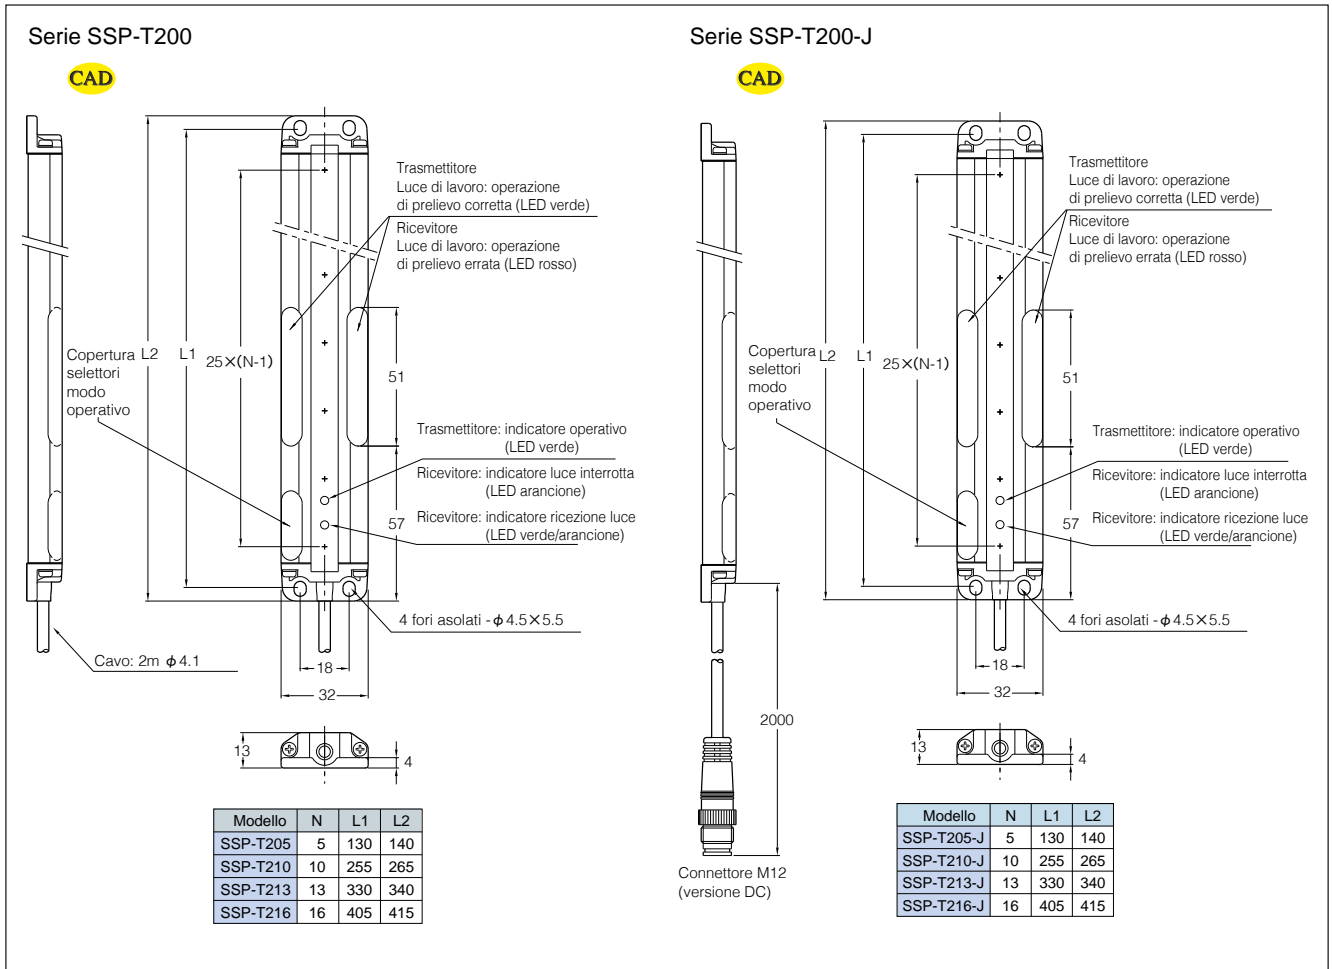 Serie SSP-T200
CAD
Trasmettitore
Luce di lavoro: operazione
di prelievo corretta (LED verde)
Ricevitore
Luce di lavoro: operazione
di prelievo errata (LED rosso)
Copertura
selettori
modo
operativo
L2
L1
25×(N-1)
51
Trasmettitore: indicatore operativo
(LED verde)
Ricevitore: indicatore luce interrotta
(LED arancione)
57
Ricevitore: indicatore ricezione luce
(LED verde/arancione)
4 fori asolati - ϕ 4.5×5.5
Cavo: 2m ϕ 4.1
18
32
13
4
Modello N L1 L2
SSP-T205 5 130 140
SSP-T210 10 255 265
SSP-T213 13 330 340
SSP-T216 16 405 415
Serie SSP-T200-J
CAD
Trasmettitore
Luce di lavoro: operazione
di prelievo corretta (LED verde)
Ricevitore
Luce di lavoro: operazione
di prelievo errata (LED rosso)
Copertura
selettori
modo
operativo
L2
L1
25×(N-1)
51
Trasmettitore: indicatore operativo
(LED verde)
Ricevitore: indicatore luce interrotta
(LED arancione)
57
Ricevitore: indicatore ricezione luce
(LED verde/arancione)
4 fori asolati - ϕ 4.5×5.5
18
32
2000
13
4
Connettore M12
(versione DC)
Modello N L1 L2
SSP-T205-J 5 130 140
SSP-T210-J 10 255 265
SSP-T213-J 13 330 340
SSP-T216-J 16 405 415